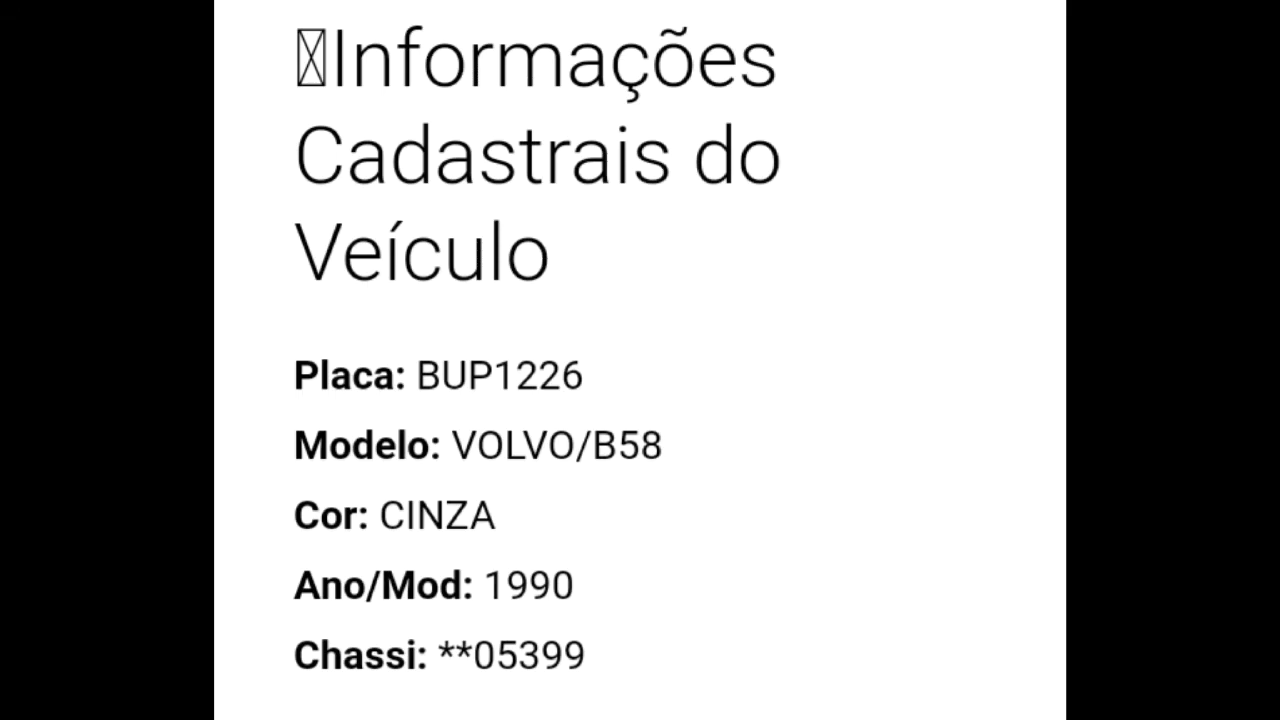 Informações
Cadastrais do
Veículo
Placa: BUP1226
Modelo: VOLVO/B58
Cor: CINZA
Ano/Mod: 1990
Chassi: **05399